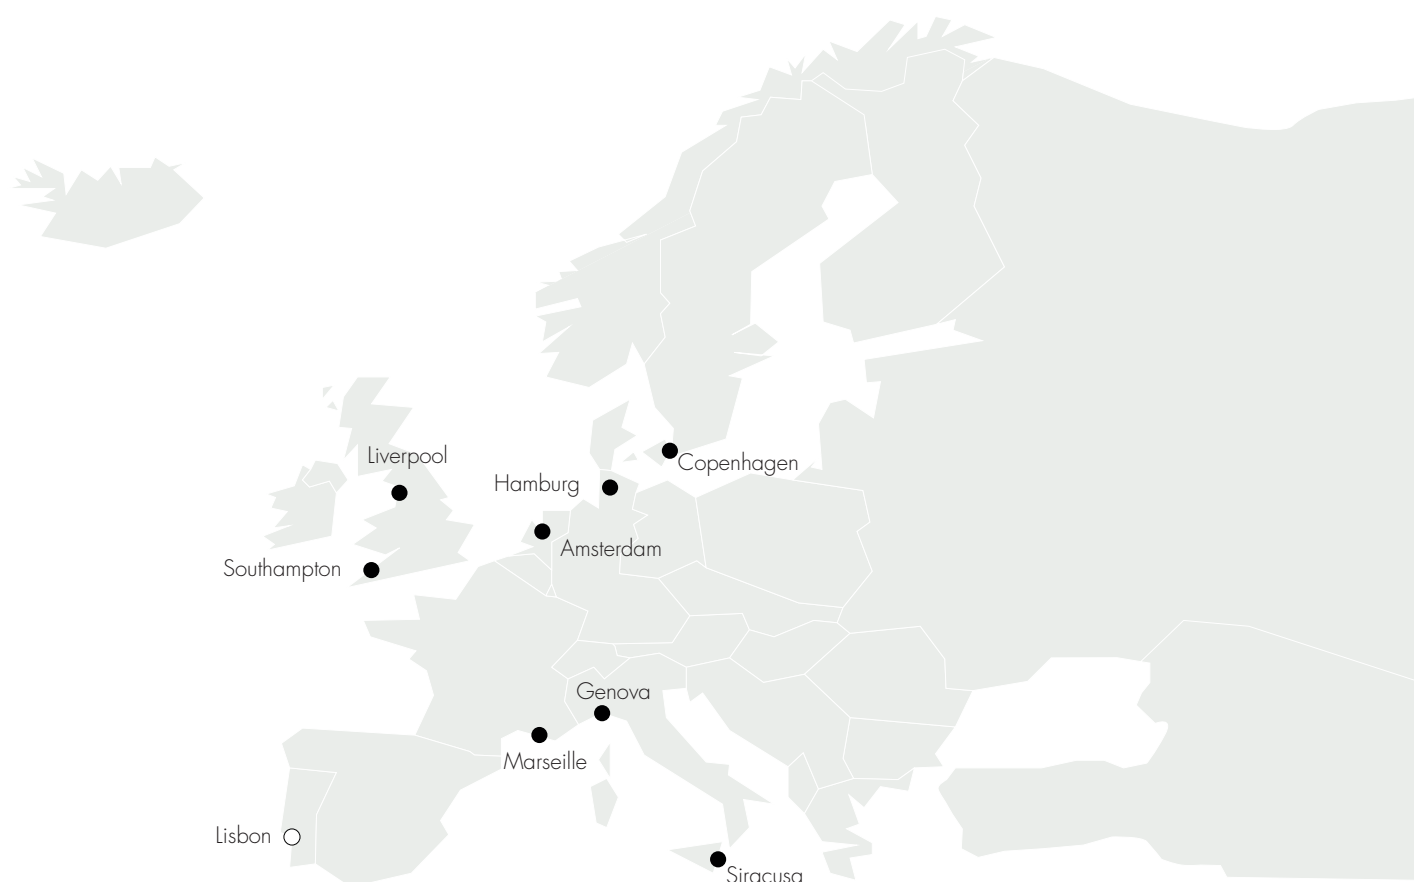 Liverpool
Copenhagen
Hamburg
Amsterdam
Southampton
Genova
Marseille
Lisbon
Siracusa